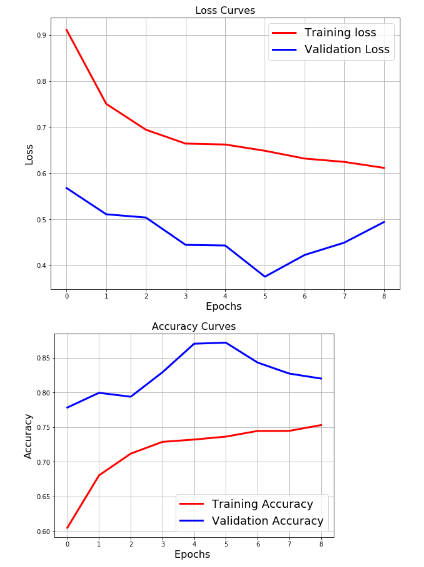 Loss Curves
Training loss
Validation Loss
0.9
0.8
0.7
0.6
0.5
0.4
Loss
0 1 2 3 4 5 6 7 8
Epochs
Accuracy Curves
0.85
0.80
0.75
0.70
0.65
0.60
Accuracy
Training Accuracy
Validation Accuracy
0 1 2 3 4 5 6 7 8
Epochs